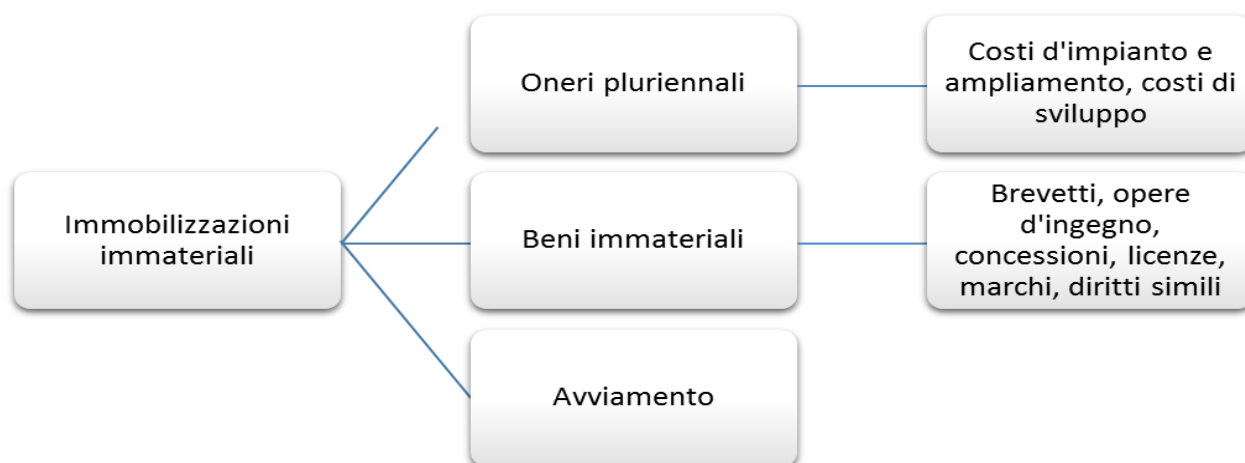 Immobilizzazioni
immateriali
Oneri pluriennali
Costi d'impianto e
ampliamento, costi di
sviluppo
Beni immateriali
Brevetti, opere
d'ingegno,
concessioni, licenze,
marchi, diritti simili
Avviamento